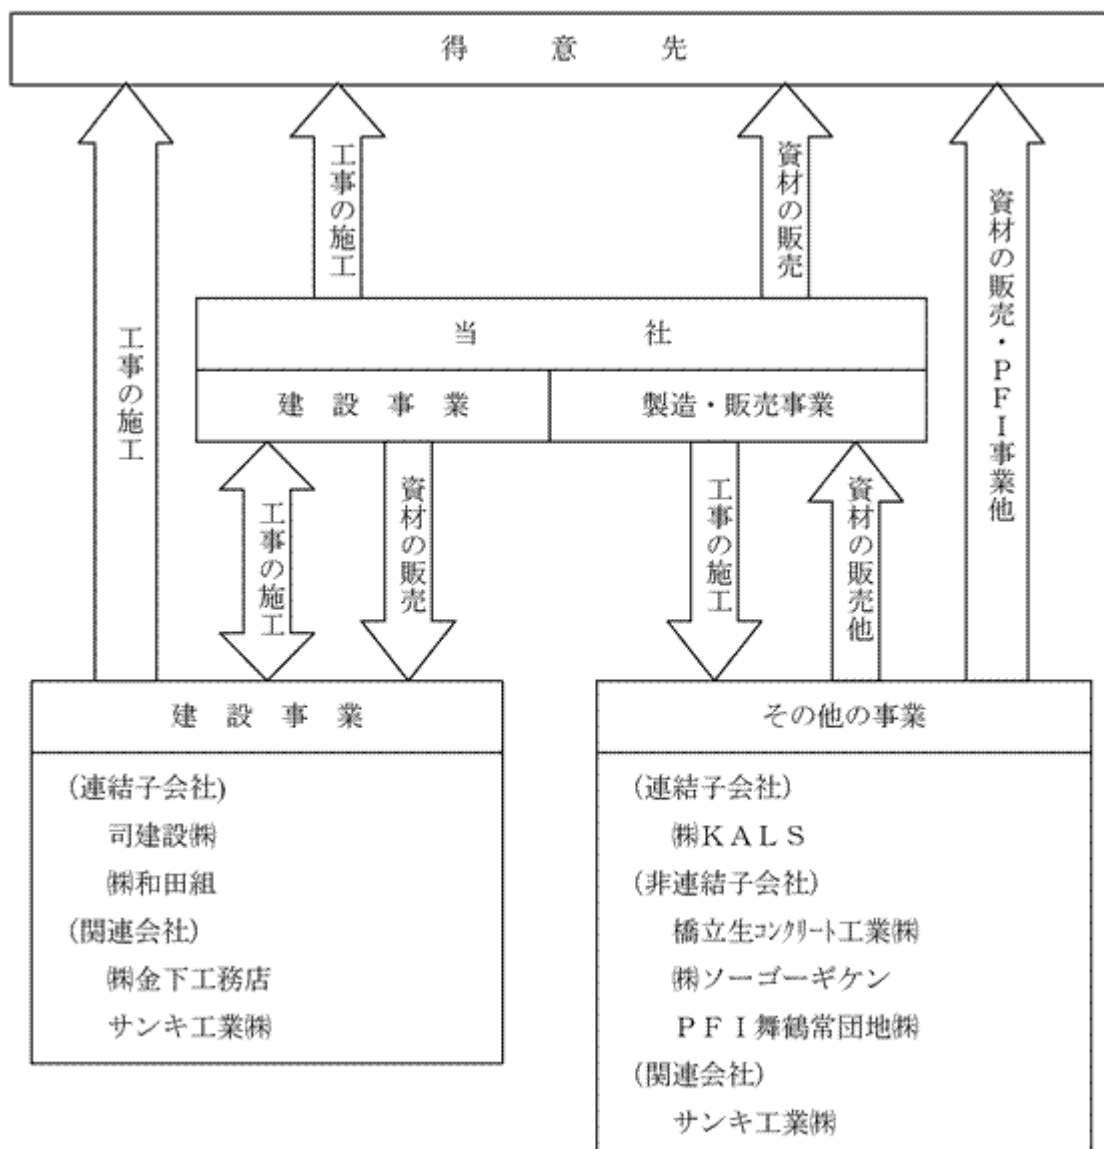 得意先
工事の施工
工事の施工
資材の販売
資材の販売・ＰＦＩ事業他
当社
建設事業
製造・販売事業
工事の施工
資材の販売
工事の施工
資材の販売他
建設事業
(連結子会社)
司建設㈱
㈱和田組
(関連会社)
㈱金下工務店
サンキ工業㈱
その他の事業
(連結子会社)
㈱ＫＡＬＳ
(非連結子会社)
橋立生ｺﾝｸﾘｰﾄ工業㈱
㈱ソーゴーギケン
ＰＦＩ舞鶴常団地㈱
(関連会社)
サンキ工業㈱